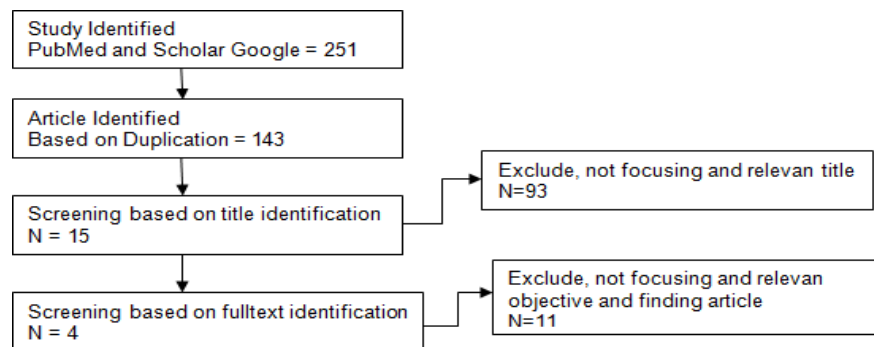 Study Identified
PubMed and Scholar Google = 251
Article Identified
Based on Duplication = 143
Exclude, not focusing and relevan title
N=93
Screening based on title identification
N = 15
Exclude, not focusing and relevan
objective and finding article
N=11
Screening based on fulltext identification
N = 4